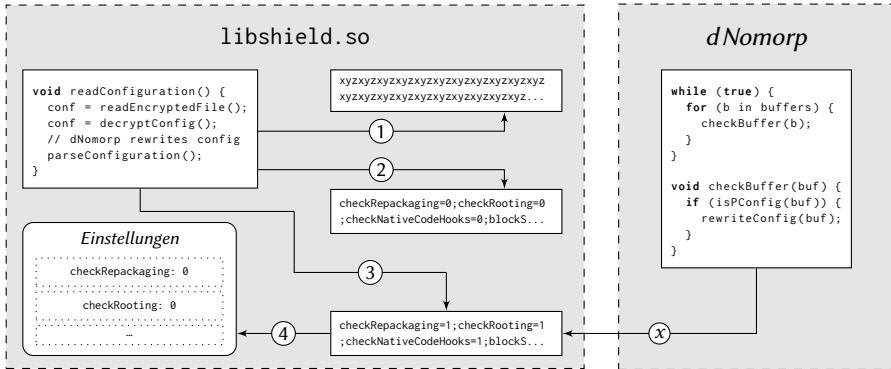 libshield.so
void readConfiguration() {
conf = readEncryptedFile();
conf = decryptConfig();
// dNomorp rewrites config
parseConfiguration();
}
xyzxyzxyzxyzxyzxyzxyzxyzxyzxyzxyz
xyzxyzxyzxyzxyzxyzxyzxyzxyzxyz...
1
2
checkRepackaging=0;checkRooting=0
;checkNativeCodeHooks=0;blockS...
Einstellungen
checkRepackaging: 0
checkRooting: 0
…
3
4
checkRepackaging=1;checkRooting=1
;checkNativeCodeHooks=1;blockS...
x
dNomorp
while (true) {
for (b in buffers) {
checkBuffer(b);
}
}
void checkBuffer(buf) {
if (isPConfig(buf)) {
rewriteConfig(buf);
}
}